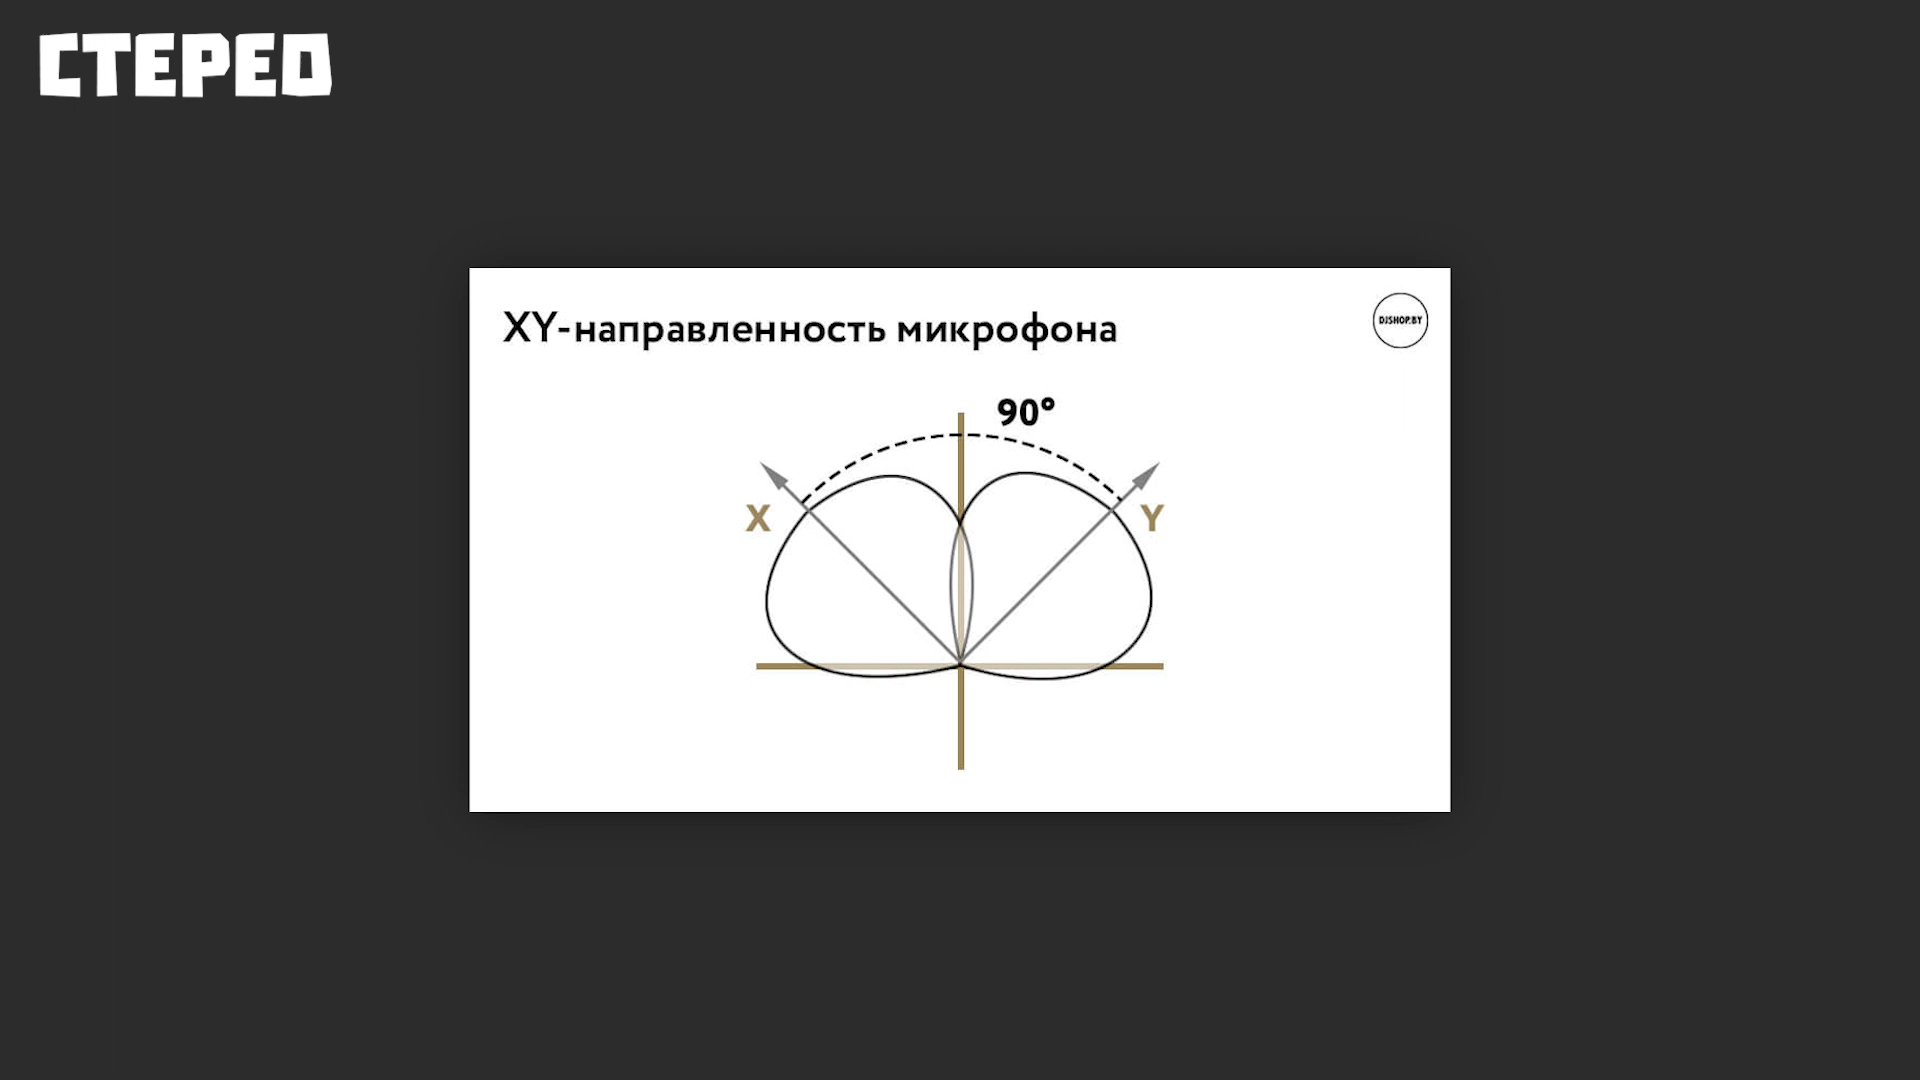 СТЕРЕО
XY-направленность микрофона
DJSHOP.BY
90°
X
Y